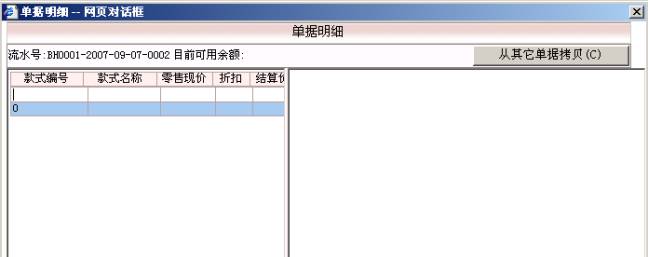 单据明细 -- 网页对话框
单据明细
流水号:BH0001-2007-09-07-0002 目前可用余额:
从其它单据拷贝(C)
款式编号 款式名称 零售现价 折扣 结算
0